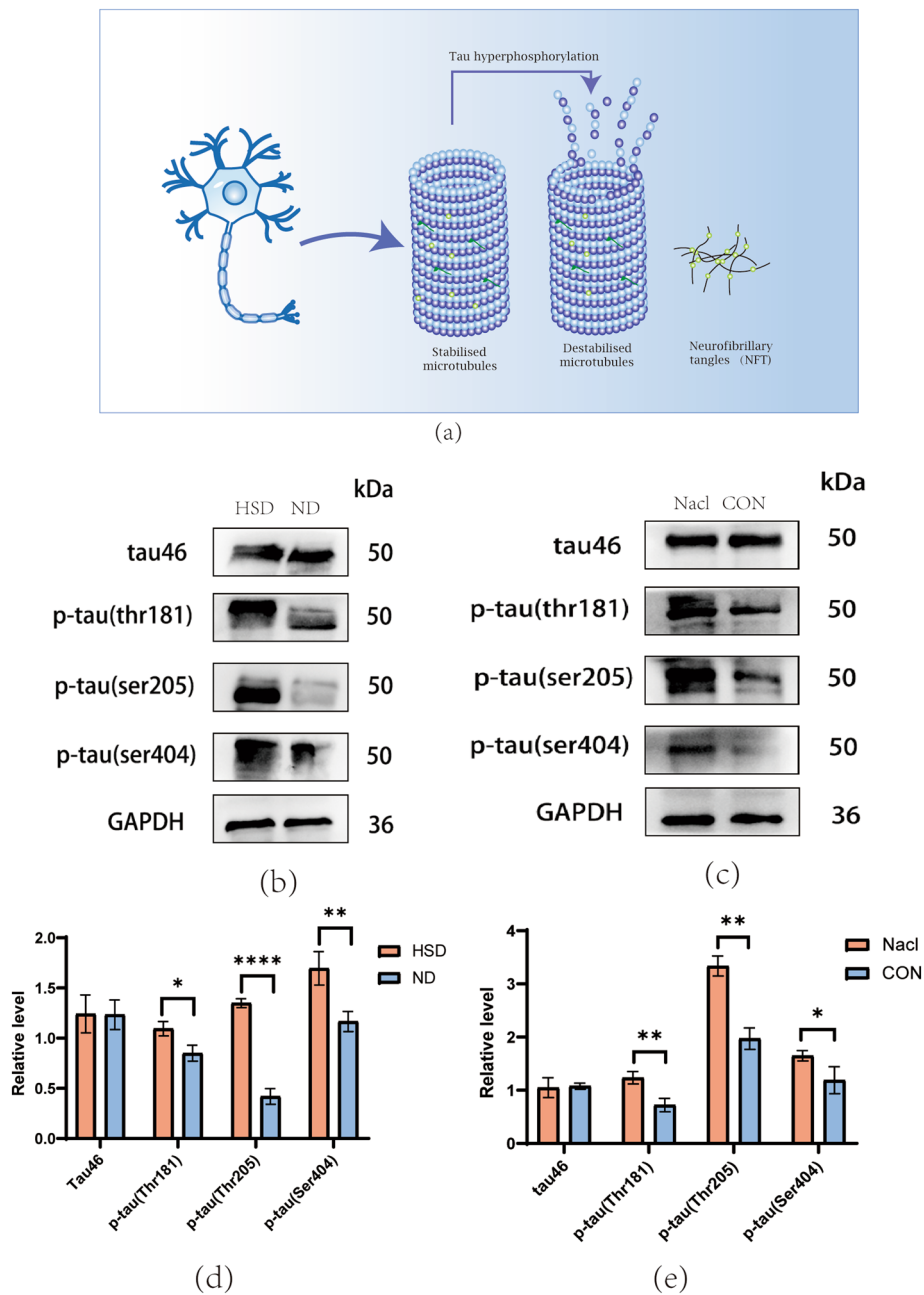 Tau hyperphosphorylation
Stabilised
microtubules
Destabilised
microtubules
Neurofibrillary
tangles (NFT)
(a)
kDa
HSD ND
tau46 50
p-tau(thr181) 50
p-tau(ser205) 50
p-tau(ser404) 50
GAPDH 36
(b)
kDa
Nacl CON
tau46 50
p-tau(thr181) 50
p-tau(ser205) 50
p-tau(ser404) 50
GAPDH 36
(c)
Relative level
2.0
1.5
1.0
0.5
0.0
*
****
**
HSD
ND
Tau46
p-tau(Thr181)
p-tau(Thr205)
p-tau(Ser404)
(d)
Relative level
4
3
2
1
0
**
**
*
Nacl
CON
tau46
p-tau(Thr181)
p-tau(Thr205)
p-tau(Ser404)
(e)